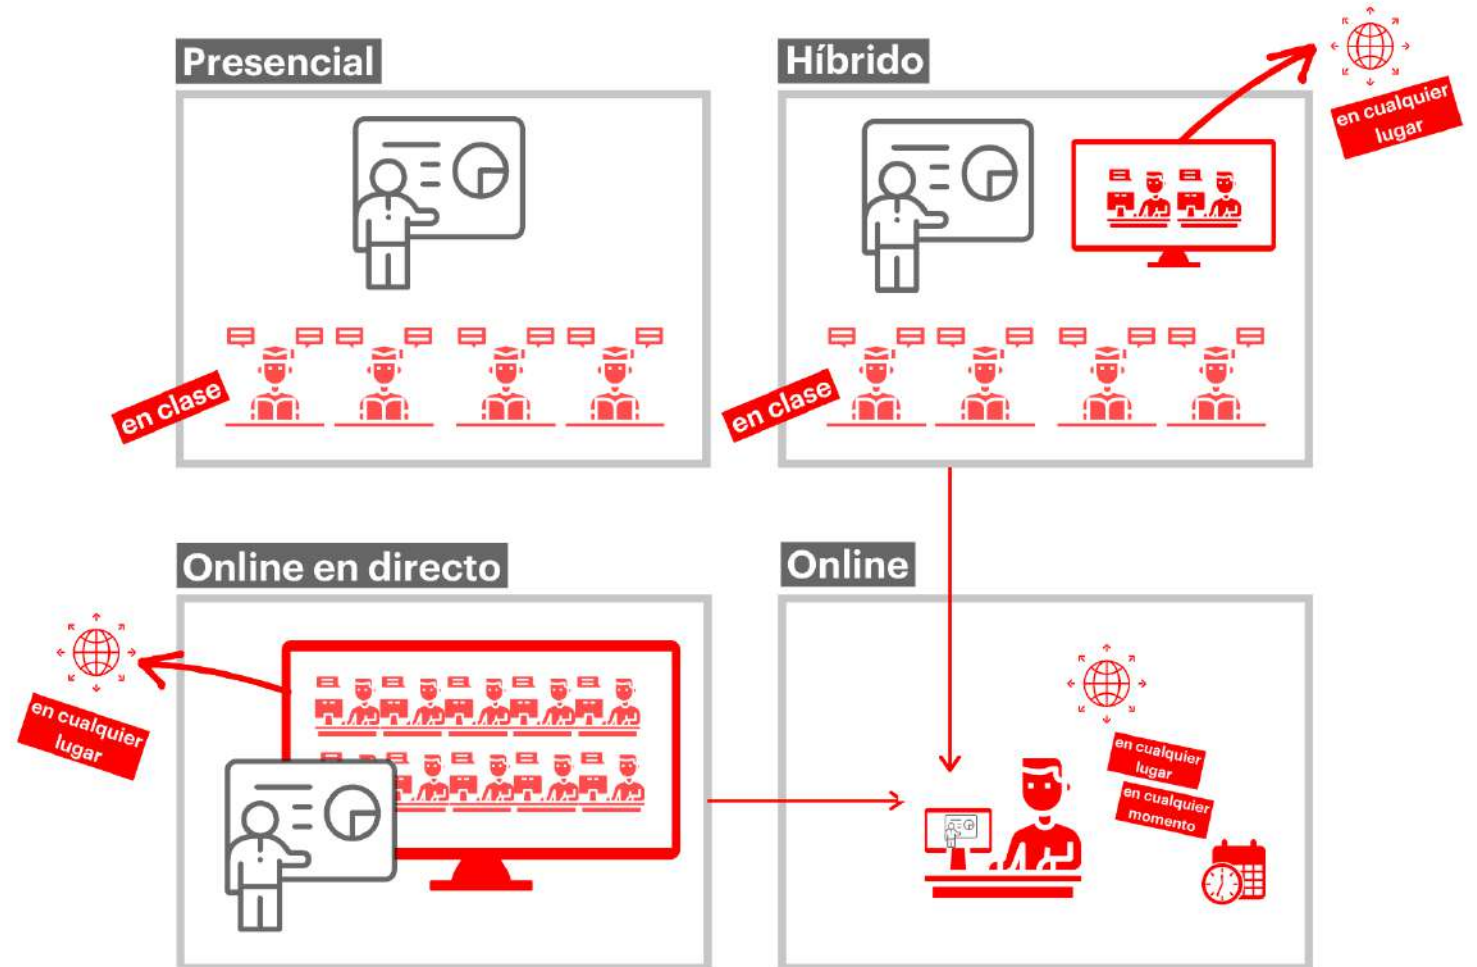 Presencial
en clase
Híbrido
en cualquier
lugar
en clase
Online en directo
en cualquier
lugar
Online
en cualquier
lugar
en cualquier
momento